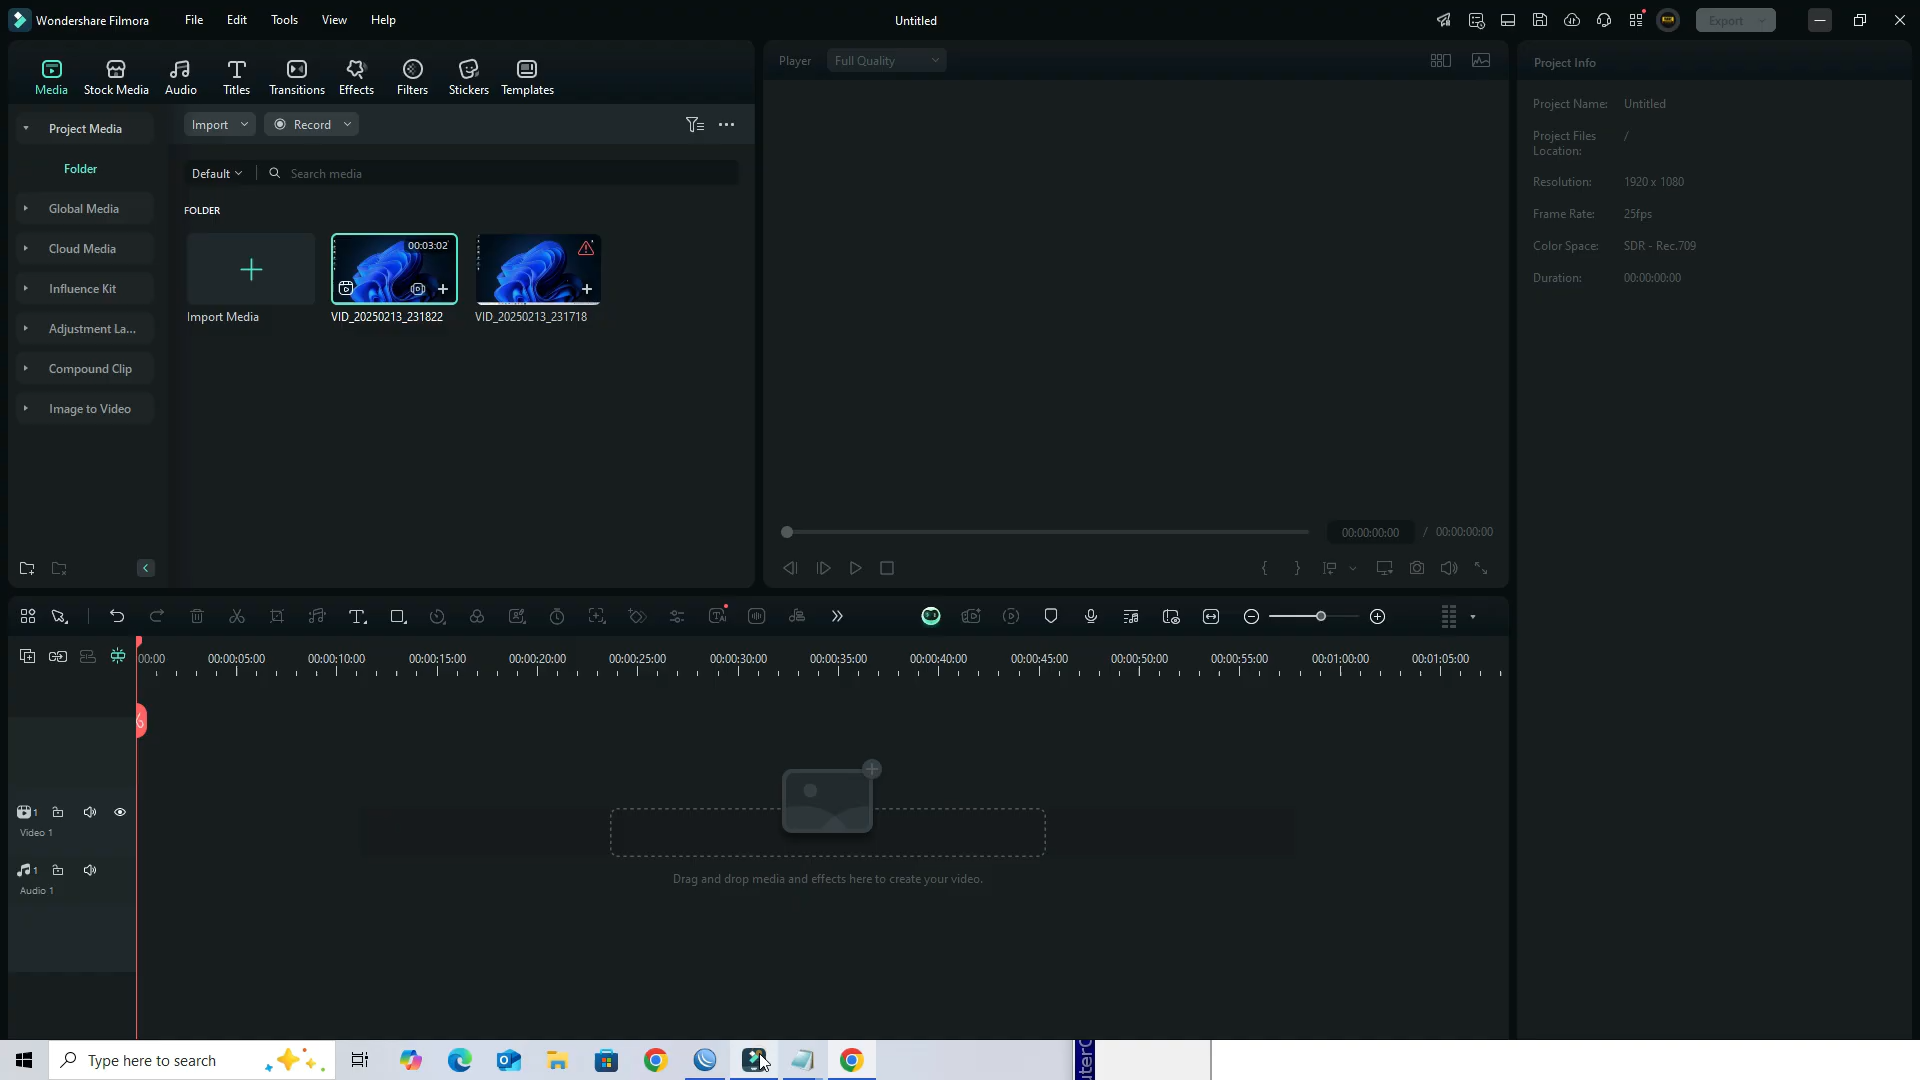 Wondershare Filmora
File
Edit
Tools
View
Help
Untitled
Export
Media
Stock Media
Audio
Titles
Transitions
Effects
Filters
Stickers
Templates
Player
Full Quality
Project Info
Project Name:
Untitled
Project Files
Location:
/
Resolution:
1920 x 1080
Frame Rate:
25fps
Color Space:
SDR - Rec.709
Duration:
00:00:00:00
Project Media
Folder
Global Media
Cloud Media
Influence Kit
Adjustment La...
Compound Clip
Image to Video
Import
Record
Default
Search media
FOLDER
00:03:02
Import Media
VID_20250213_231822
VID_20250213_231718
00:00:00:00
/
00:00:00:00
00:00
00:00:05:00
00:00:10:00
00:00:15:00
00:00:20:00
00:00:25:00
00:00:30:00
00:00:35:00
00:00:40:00
00:00:45:00
00:00:50:00
00:00:55:00
00:01:00:00
00:01:05:00
1
Video 1
1
Audio 1
Drag and drop media and effects here to create your video.
Type here to search
uterC